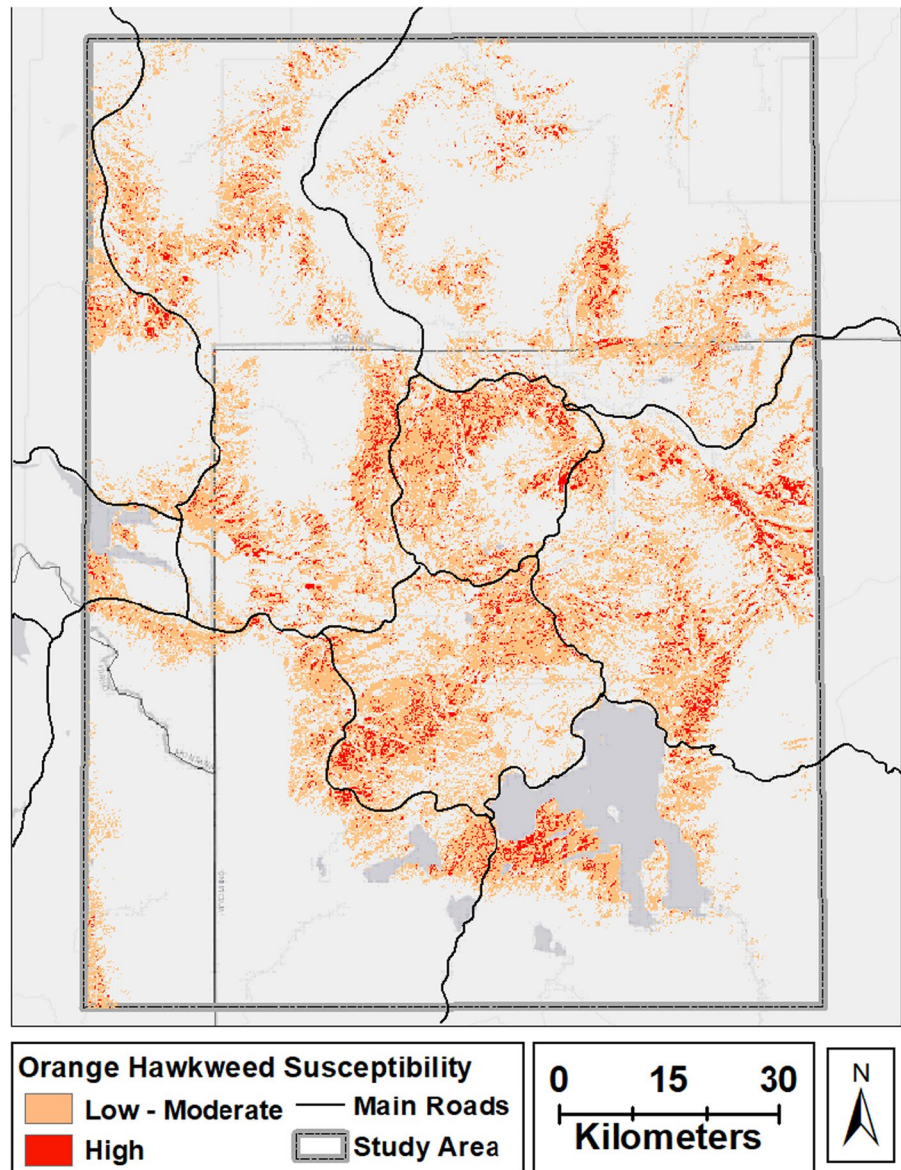 Orange Hawkweed Susceptibility
Low - Moderate
Main Roads
High
Study Area
0 15 30
Kilometers
N